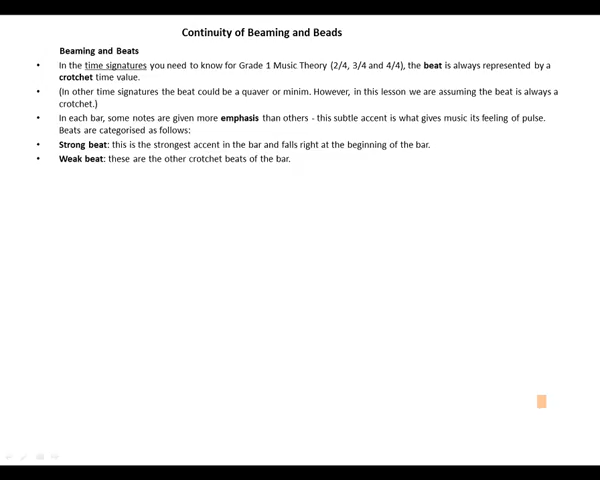 Continuity of Beaming and Beads
Beaming and Beats
• In the time signatures you need to know for Grade 1 Music Theory (2/4, 3/4 and 4/4), the beat is always represented by a
crotchet time value.
• (In other time signatures the beat could be a quaver or minim. However, in this lesson we are assuming the beat is always a
crotchet.)
• In each bar, some notes are given more emphasis than others - this subtle accent is what gives music its feeling of pulse.
Beats are categorised as follows:
• Strong beat: this is the strongest accent in the bar and falls right at the beginning of the bar.
• Weak beat: these are the other crotchet beats of the bar.